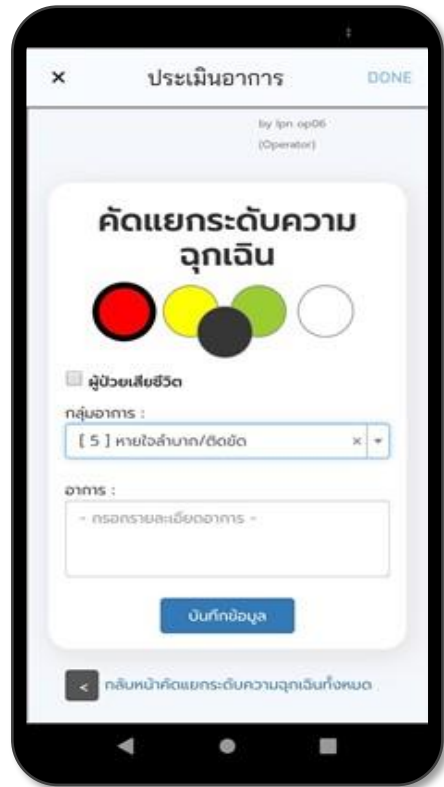 × ประเมินอาการ DONE
by lpn op06
(Operator)
คัดแยกระดับความ
ฉุกเฉิน
ผู้ป่วยเสียชีวิต
กลุ่มอาการ :
[ 5 ] หายใจลำบาก/ติดขัด ×
อาการ :
- กรอกรายละเอียดอาการ -
บันทึกข้อมูล
< กลับหน้าคัดแยกระดับความฉุกเฉินทั้งหมด